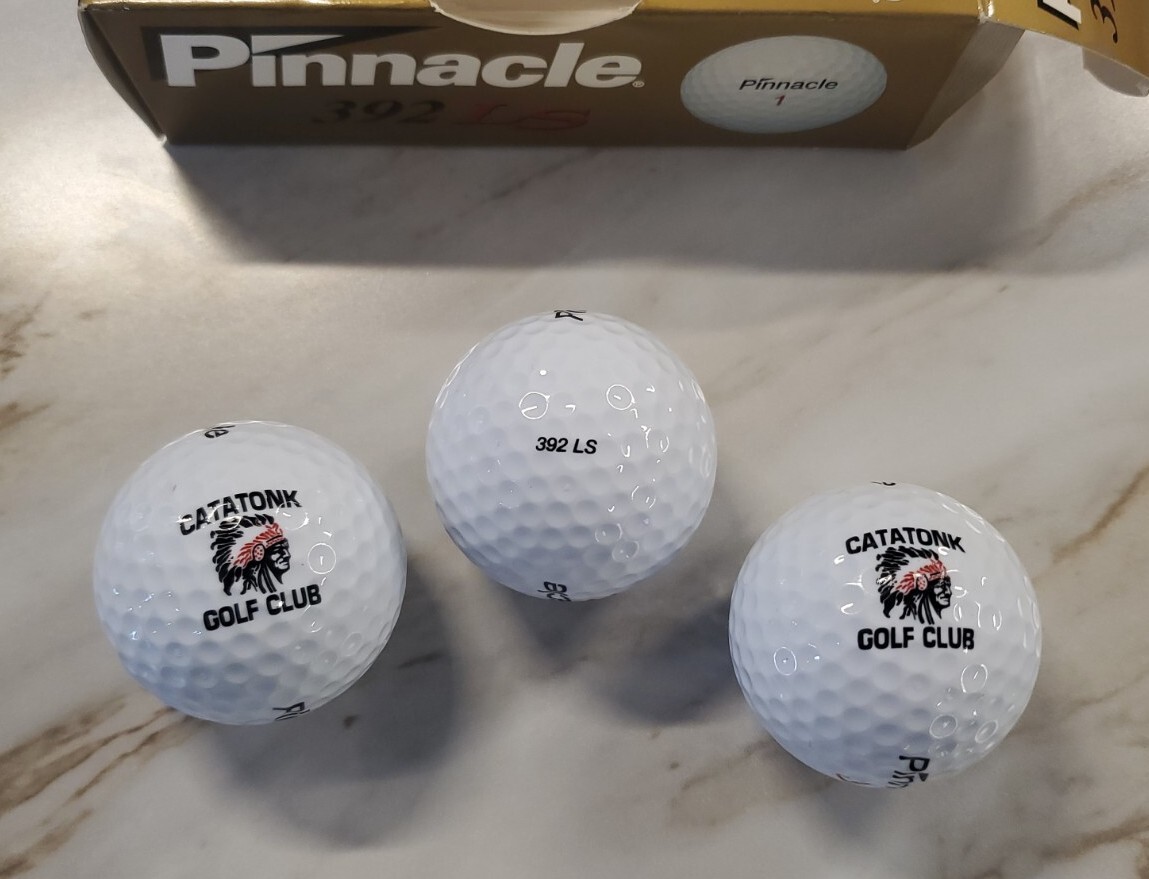 Pinnacle
392 LS
Pinnacle
1
392 LS
CATATONK
GOLF CLUB
CATATONK
GOLF CLUB